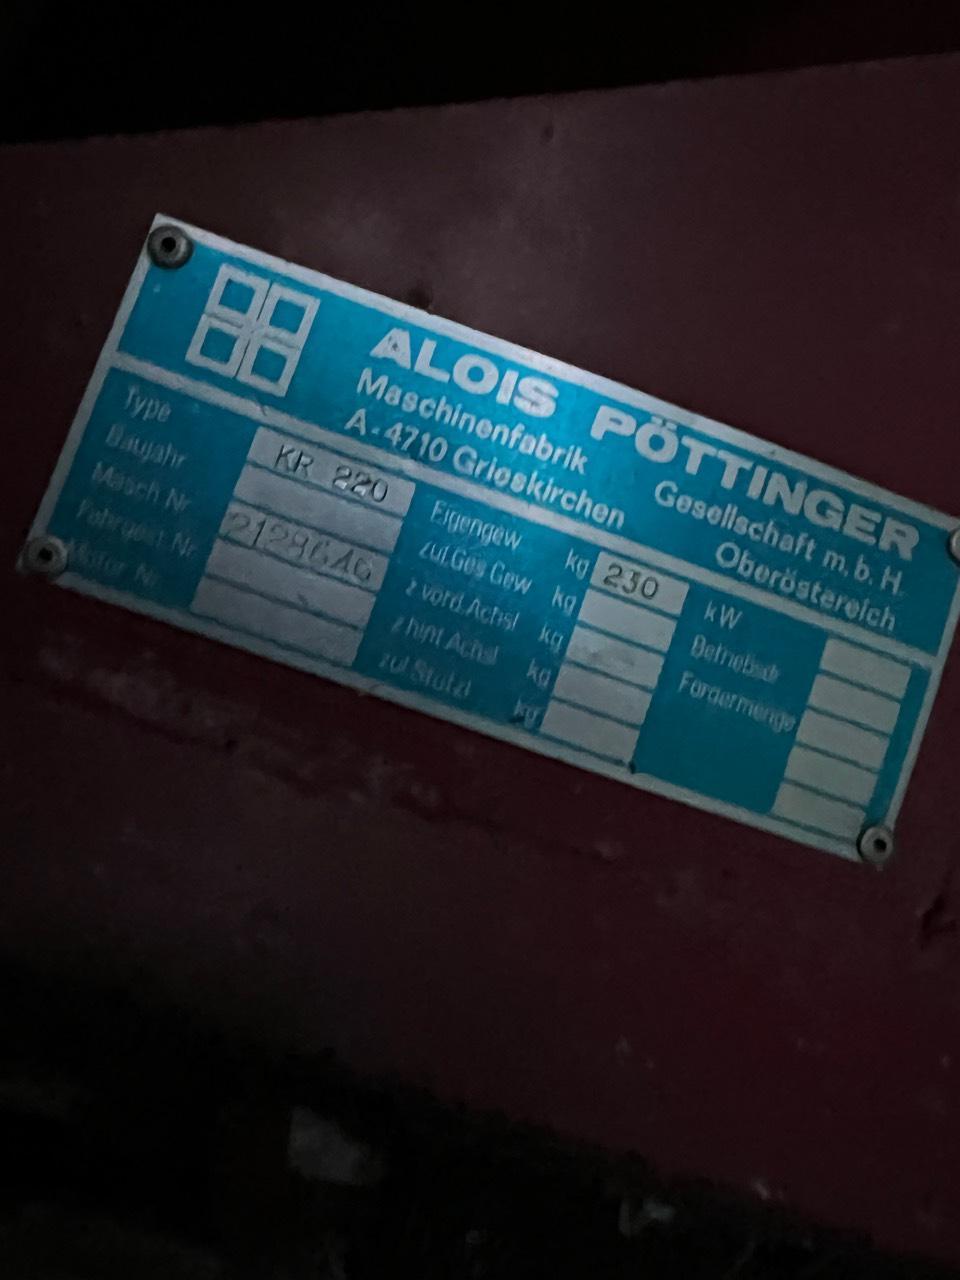 ALOIS PÖTTINGER
Maschinenfabrik Gesellschaft m.b.H.
A-4710 Grieskirchen Oberöstereich
Type KR 220
Baujahr
Masch Nr
Fahrgest. Nr.
Motor Nr.
Eigengew kg 230
zul.Ges Gew kg
z vord.Achsl kg
z hint Achsl kg
zul Stützl kg
kW
Betriebsdr
Fördermenge